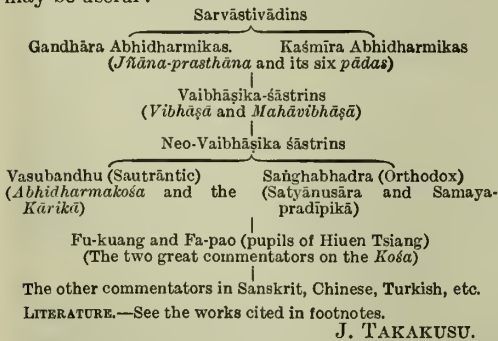 Sarvāstivādins
Gandhāra Abhidharmikas. Kaśmīra Abhidharmikas
(Jñāna-prasthāna and its six pādas)
Vaibhāṣika-śāstrins
(Vibhāṣā and Mahāvibhāṣā)
Neo-Vaibhāṣika śāstrins
Vasubandhu (Sautrāntic) Saṅghabhadra (Orthodox)
(Abhidharmakośa and the (Satyānusāra and Samaya-
Kārikā) pradīpikā)
Fu-kuang and Fa-pao (pupils of Hiuen Tsiang)
(The two great commentators on the Kośa)
The other commentators in Sanskrit, Chinese, Turkish, etc.
LITERATURE.—See the works cited in footnotes.
J. TAKAKUSU.